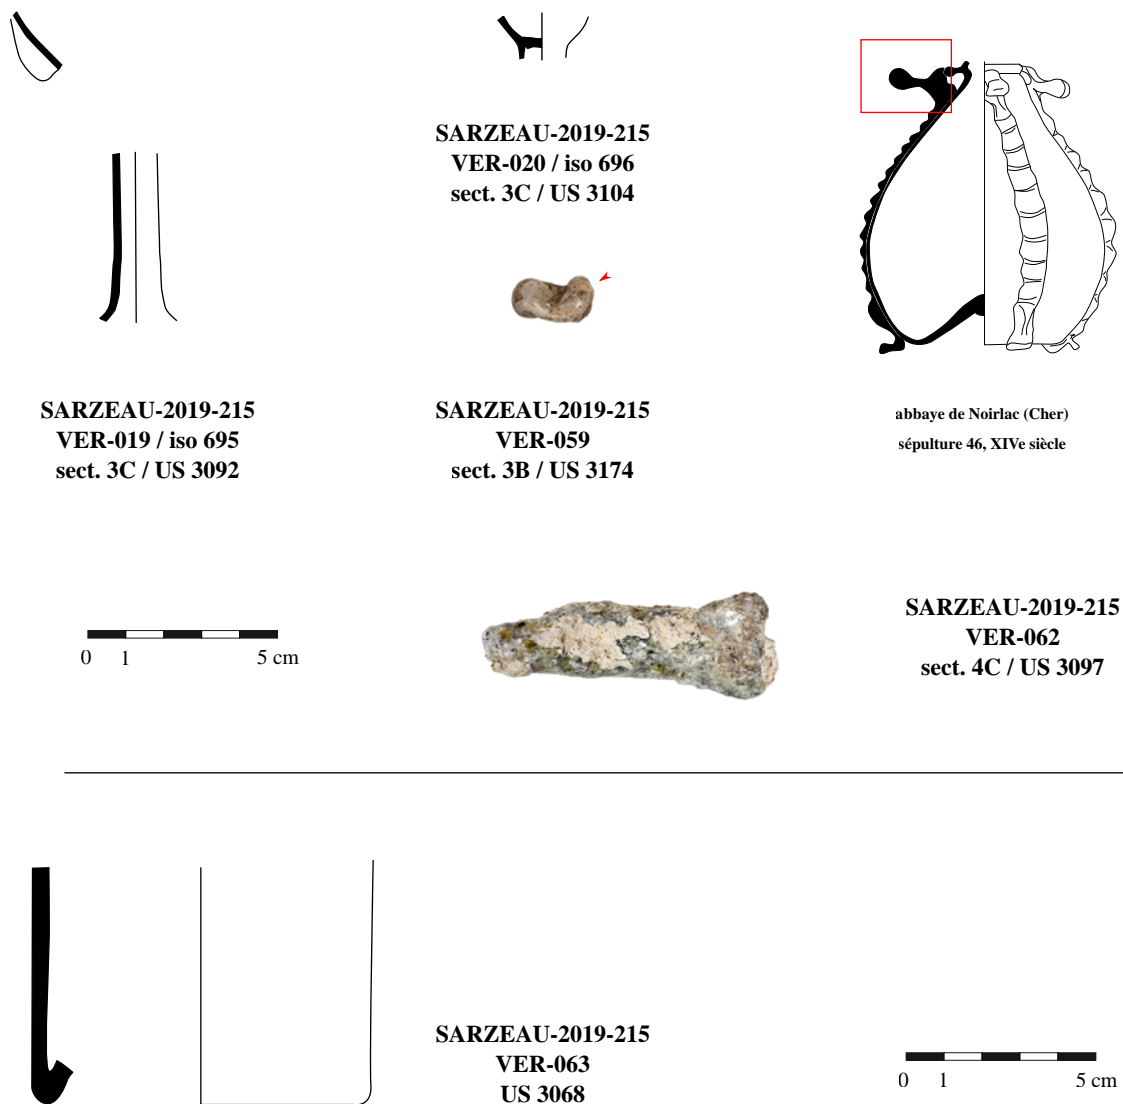 SARZEAU-2019-215
VER-020 / iso 696
sect. 3C / US 3104
SARZEAU-2019-215
VER-019 / iso 695
sect. 3C / US 3092
SARZEAU-2019-215
VER-059
sect. 3B / US 3174
abbaye de Noirlac (Cher)
sépulture 46, XIVe siècle
0 1 5 cm
SARZEAU-2019-215
VER-062
sect. 4C / US 3097
SARZEAU-2019-215
VER-063
US 3068
0 1 5 cm